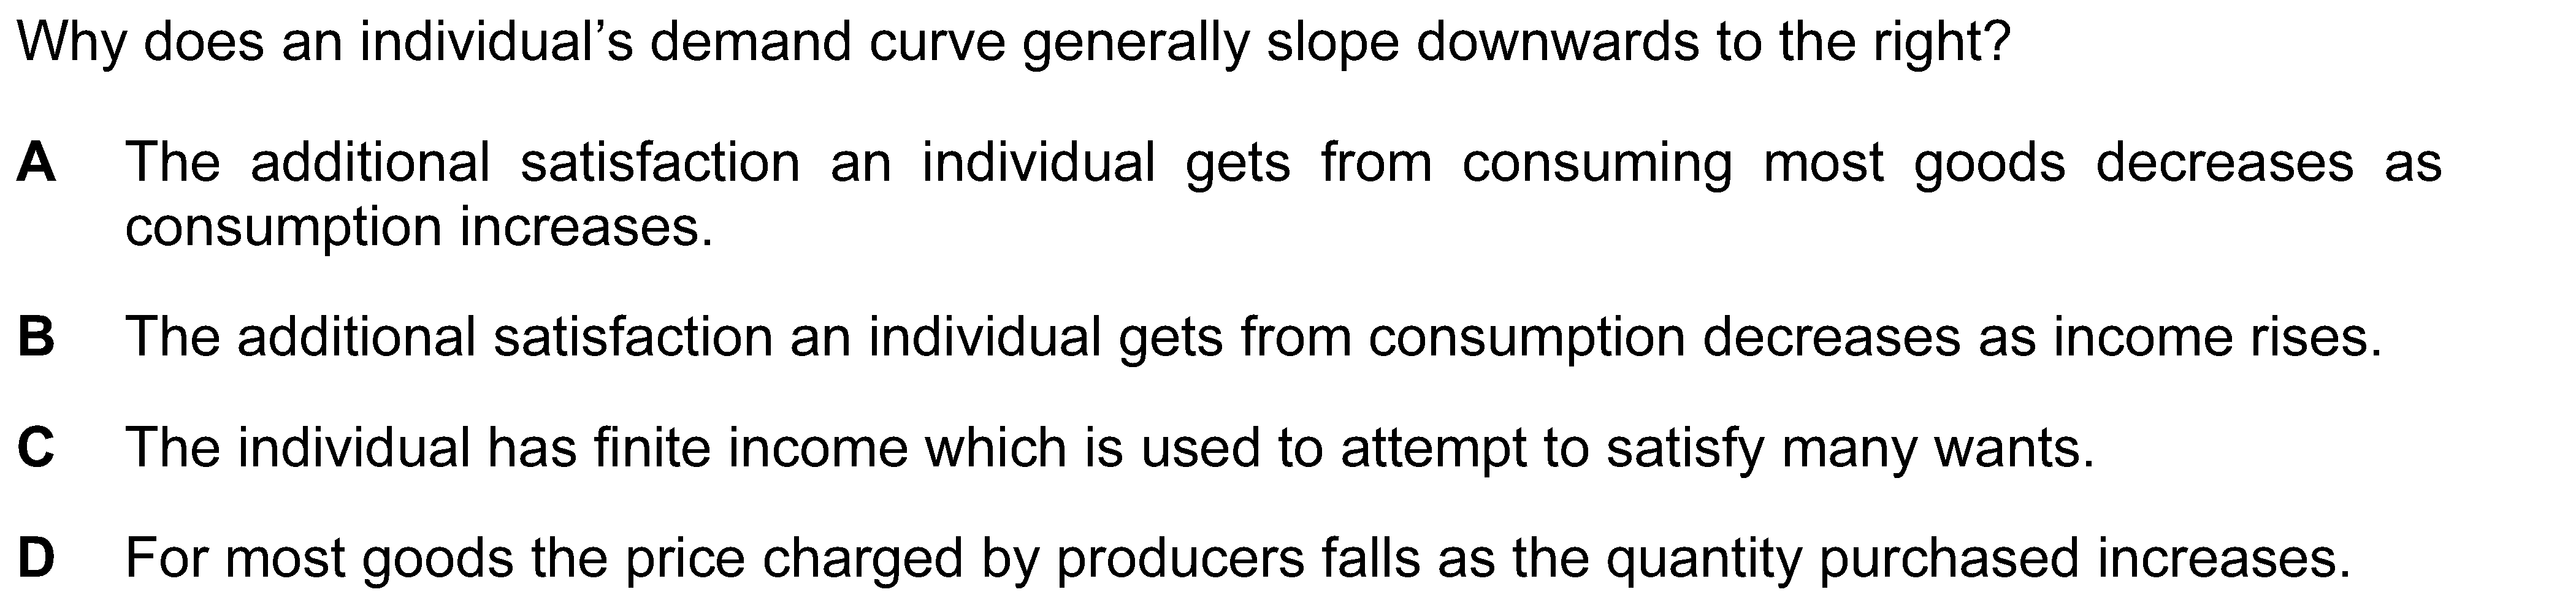 Why does an individual’s demand curve generally slope downwards to the right?
A The additional satisfaction an individual gets from consuming most goods decreases as
consumption increases.
B The additional satisfaction an individual gets from consumption decreases as income rises.
C The individual has finite income which is used to attempt to satisfy many wants.
D For most goods the price charged by producers falls as the quantity purchased increases.